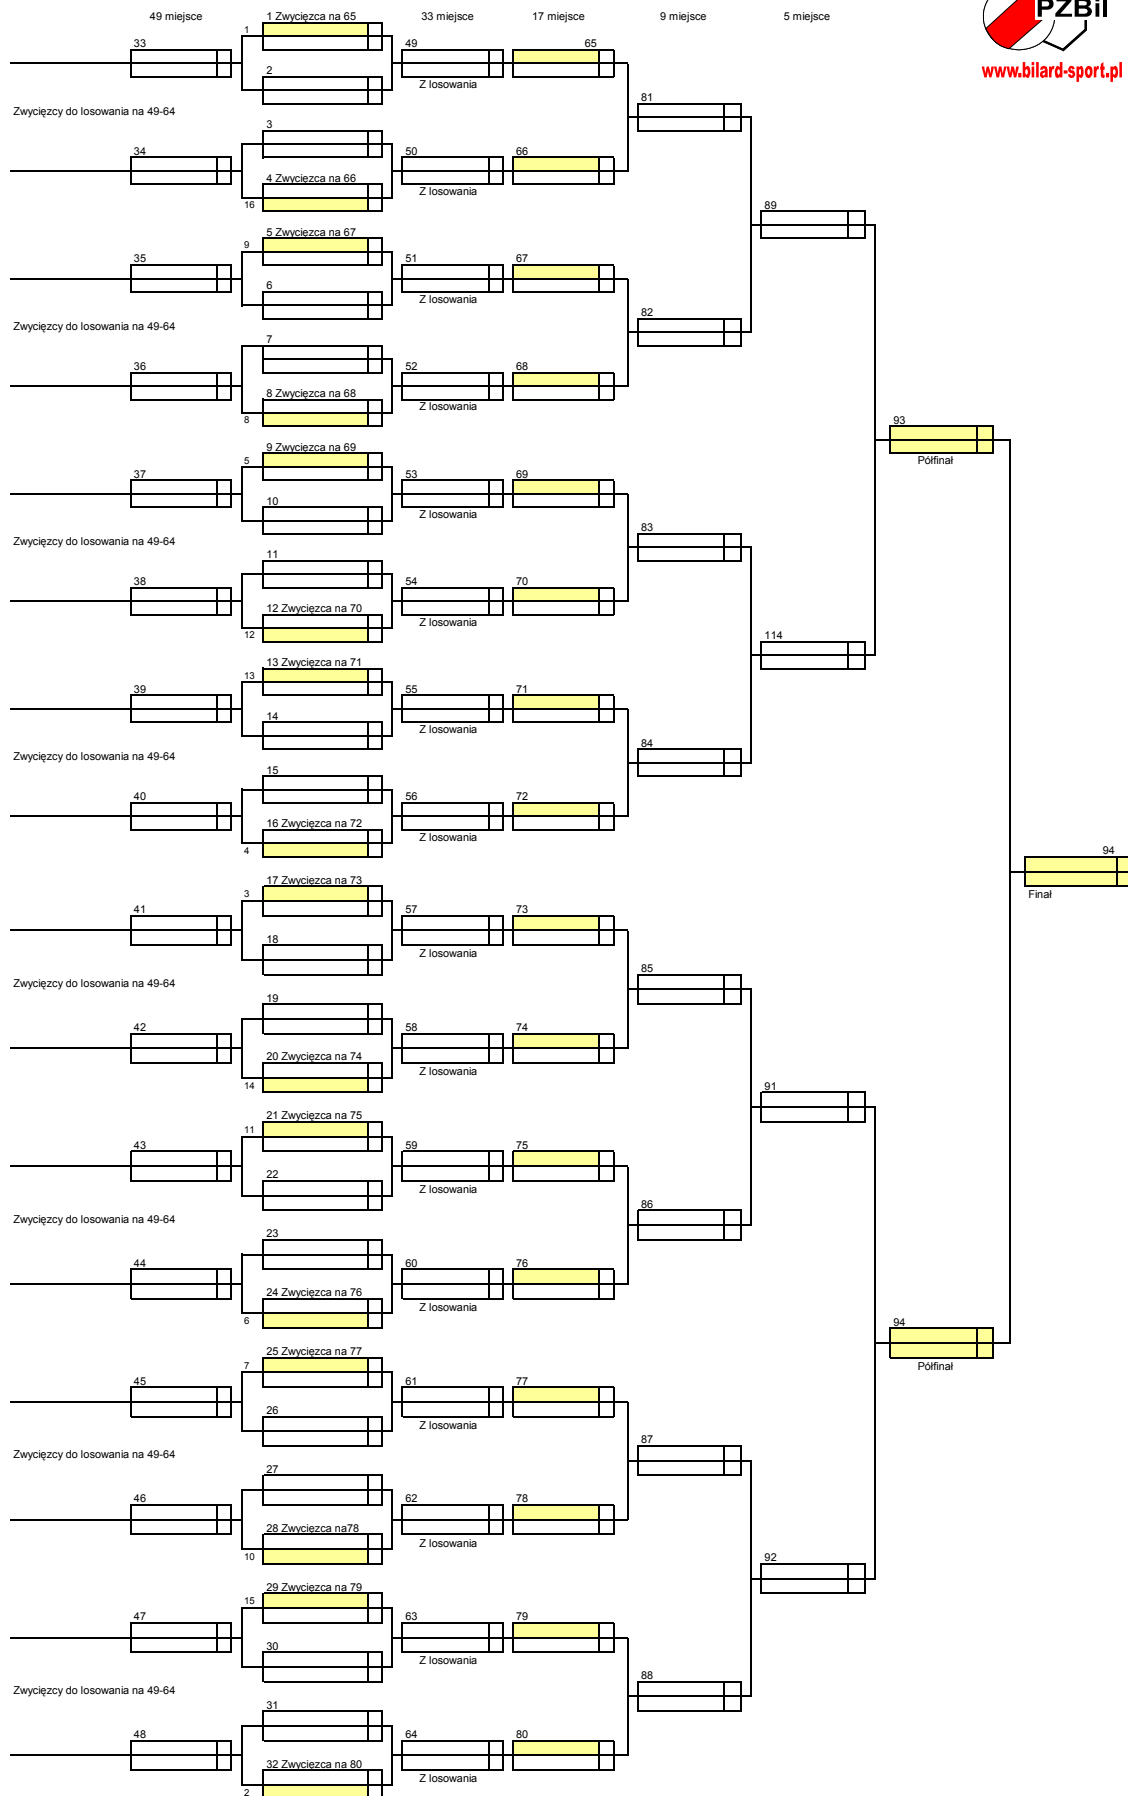 49 miejsce
1 Zwycięzca na 65
33 miejsce
17 miejsce
9 miejsce
5 miejsce
PZBil
www.bilard-sport.pl
1
33
49
65
2
Z losowania
81
Zwycięzcy do losowania na 49-64
3
34
50
66
4 Zwycięzca na 66
Z losowania
16
89
5 Zwycięzca na 67
9
35
51
67
6
Z losowania
82
Zwycięzcy do losowania na 49-64
7
36
52
68
8 Zwycięzca na 68
Z losowania
8
93
Półfinał
9 Zwycięzca na 69
5
37
53
69
10
Z losowania
83
Zwycięzcy do losowania na 49-64
11
38
54
70
12 Zwycięzca na 70
Z losowania
12
114
13 Zwycięzca na 71
13
39
55
71
14
Z losowania
84
Zwycięzcy do losowania na 49-64
15
40
56
72
16 Zwycięzca na 72
Z losowania
4
94
Finał
17 Zwycięzca na 73
3
41
57
73
18
Z losowania
85
Zwycięzcy do losowania na 49-64
19
42
58
74
20 Zwycięzca na 74
Z losowania
14
91
21 Zwycięzca na 75
11
43
59
75
22
Z losowania
86
Zwycięzcy do losowania na 49-64
23
44
60
76
24 Zwycięzca na 76
Z losowania
6
94
Półfinał
25 Zwycięzca na 77
7
45
61
77
26
Z losowania
87
Zwycięzcy do losowania na 49-64
27
46
62
78
28 Zwycięzca na78
Z losowania
10
92
29 Zwycięzca na 79
15
47
63
79
30
Z losowania
88
Zwycięzcy do losowania na 49-64
31
48
64
80
32 Zwycięzca na 80
Z losowania
2